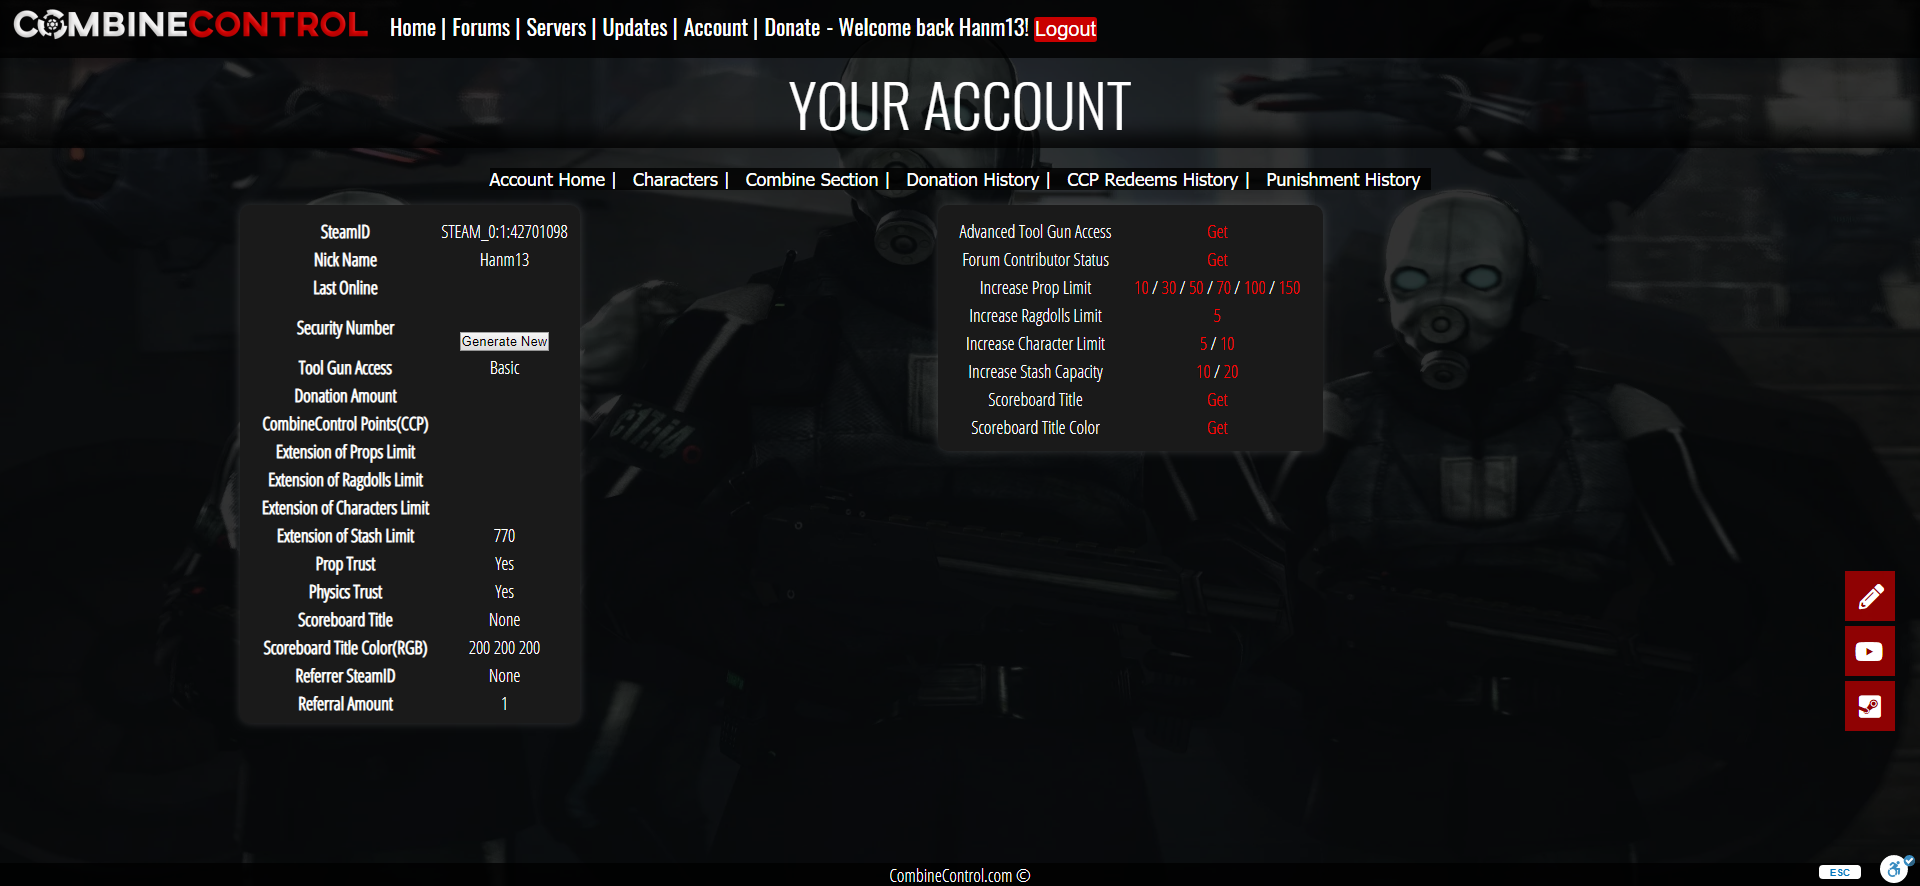 COMBINECONTROL Home | Forums | Servers | Updates | Account | Donate - Welcome back Hanm13! Logout
YOUR ACCOUNT
Account Home | Characters | Combine Section | Donation History | CCP Redeems History | Punishment History
SteamID STEAM_0:1:42701098
Nick Name Hanm13
Last Online
Security Number
Generate New
Tool Gun Access Basic
Donation Amount
CombineControl Points(CCP)
Extension of Props Limit
Extension of Ragdolls Limit
Extension of Characters Limit
Extension of Stash Limit 770
Prop Trust Yes
Physics Trust Yes
Scoreboard Title None
Scoreboard Title Color(RGB) 200 200 200
Referrer SteamID None
Referral Amount 1
Advanced Tool Gun Access Get
Forum Contributor Status Get
Increase Prop Limit 10 / 30 / 50 / 70 / 100 / 150
Increase Ragdolls Limit 5
Increase Character Limit 5 / 10
Increase Stash Capacity 10 / 20
Scoreboard Title Get
Scoreboard Title Color Get
CombineControl.com ©
ESC